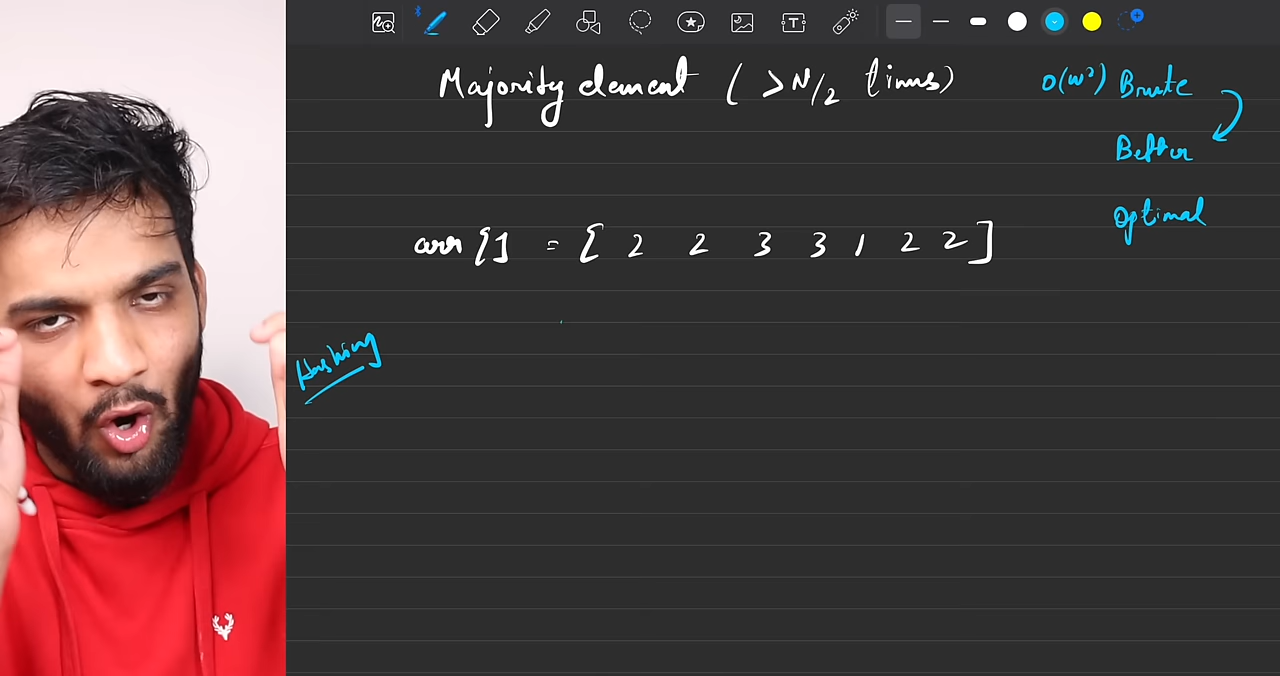 Majority element ( > N/2 times)
O(N²) Brute
Better
Optimal
arr [] = [ 2 2 3 3 1 2 2 ]
Hashing